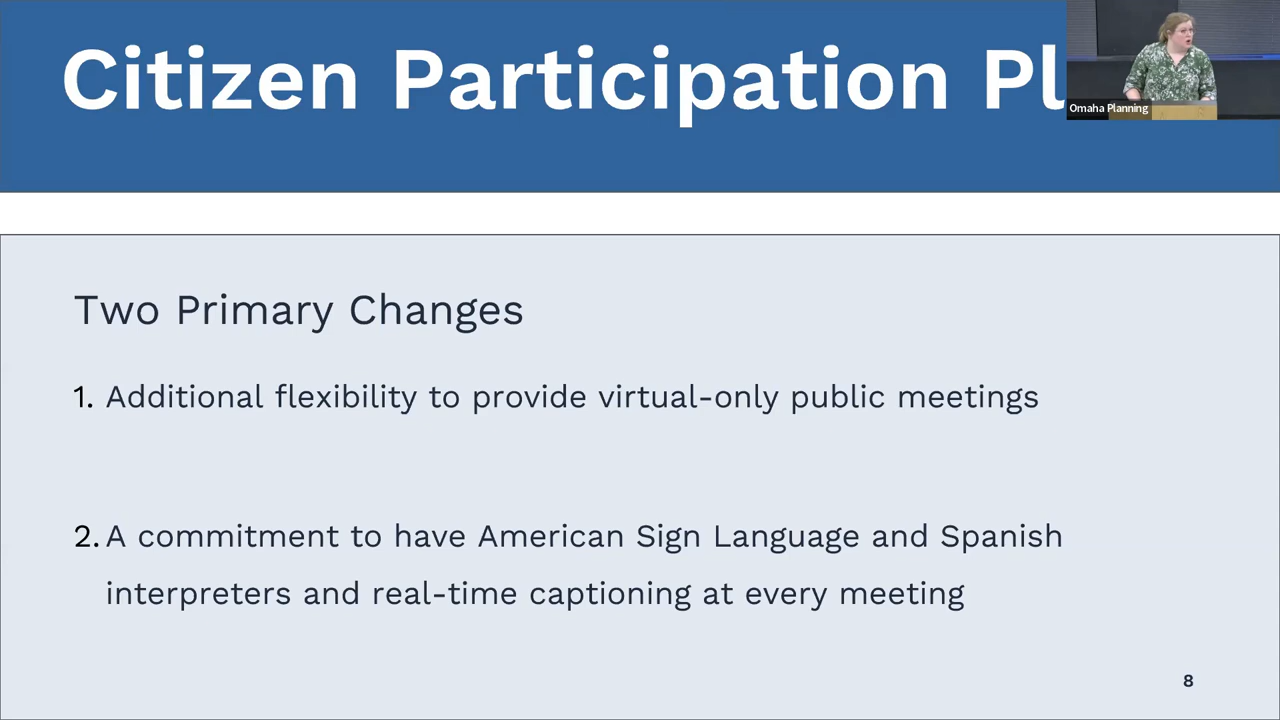 Citizen Participation Pl
Omaha Planning
Two Primary Changes
1. Additional flexibility to provide virtual-only public meetings
2. A commitment to have American Sign Language and Spanish
interpreters and real-time captioning at every meeting
8